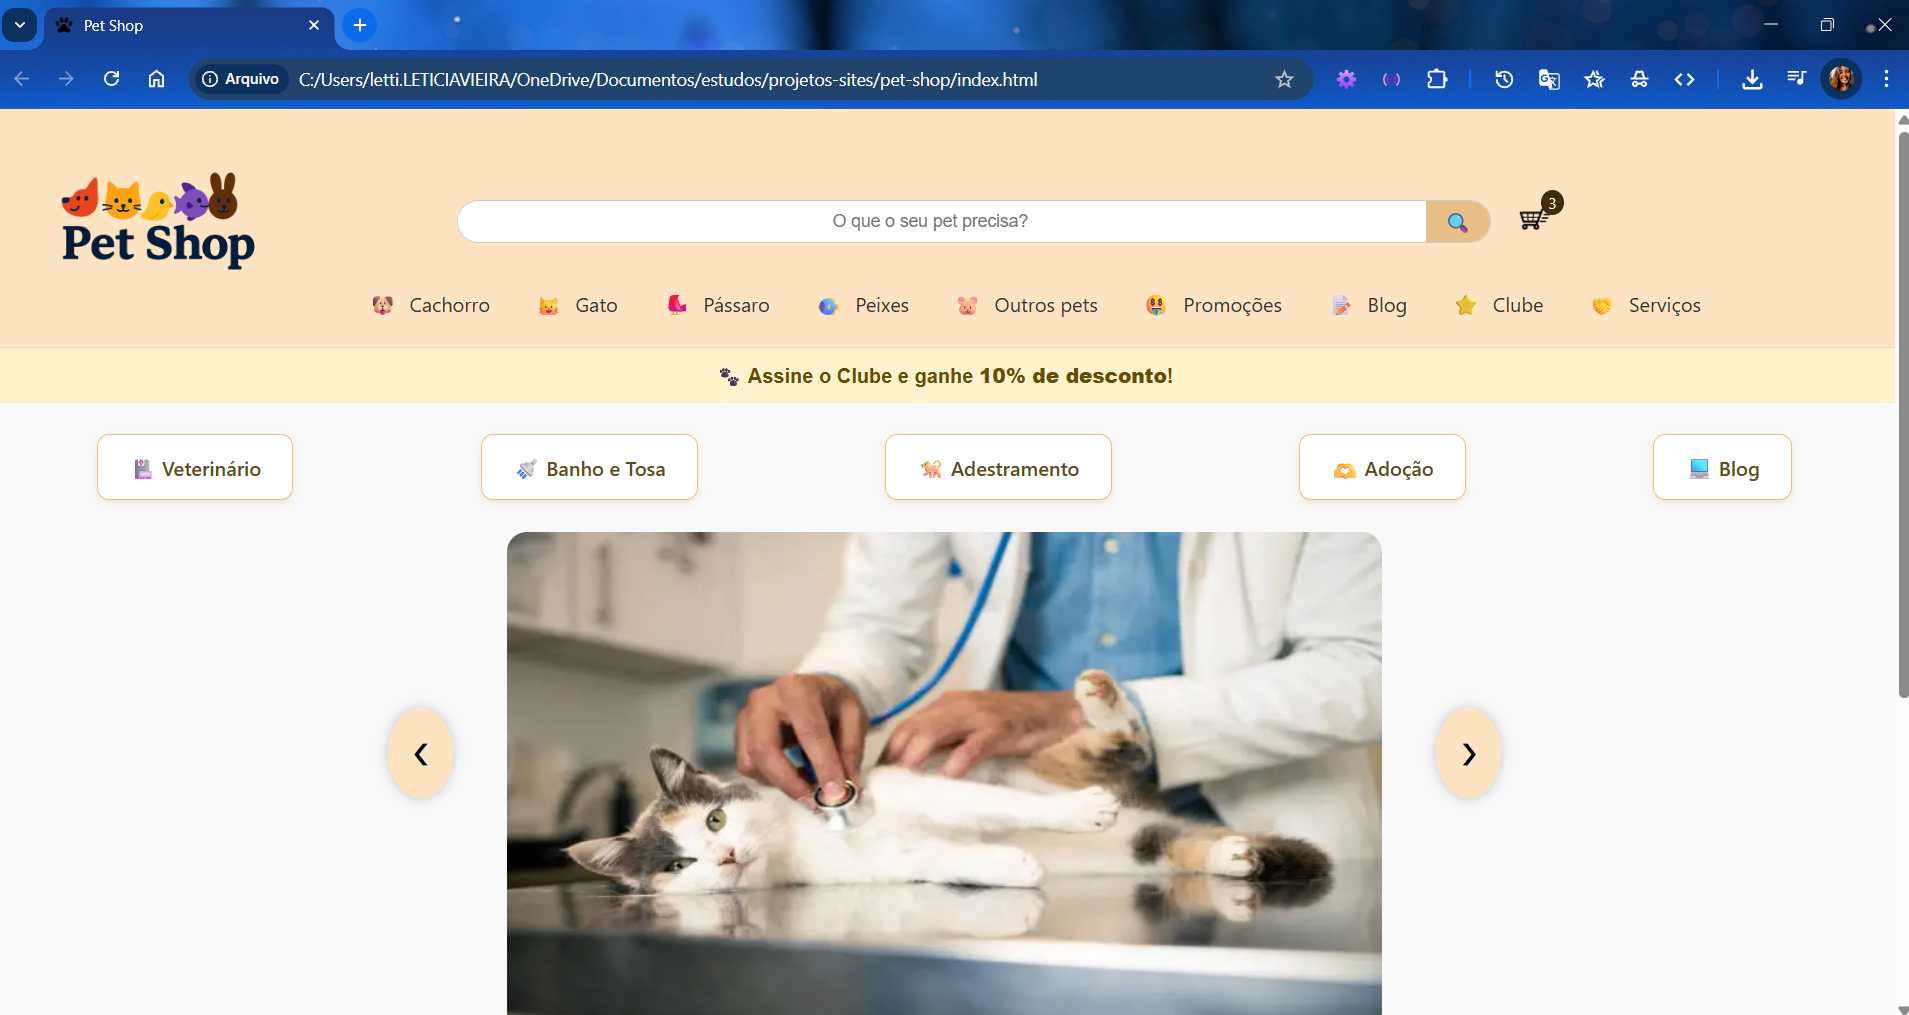 Pet Shop
Arquivo C:/Users/letti.LETICIAVIEIRA/OneDrive/Documentos/estudos/projetos-sites/pet-shop/index.html
Pet Shop
O que o seu pet precisa?
3
Cachorro Gato Pássaro Peixes Outros pets Promoções Blog Clube Serviços
Assine o Clube e ganhe 10% de desconto!
Veterinário Banho e Tosa Adestramento Adoção Blog